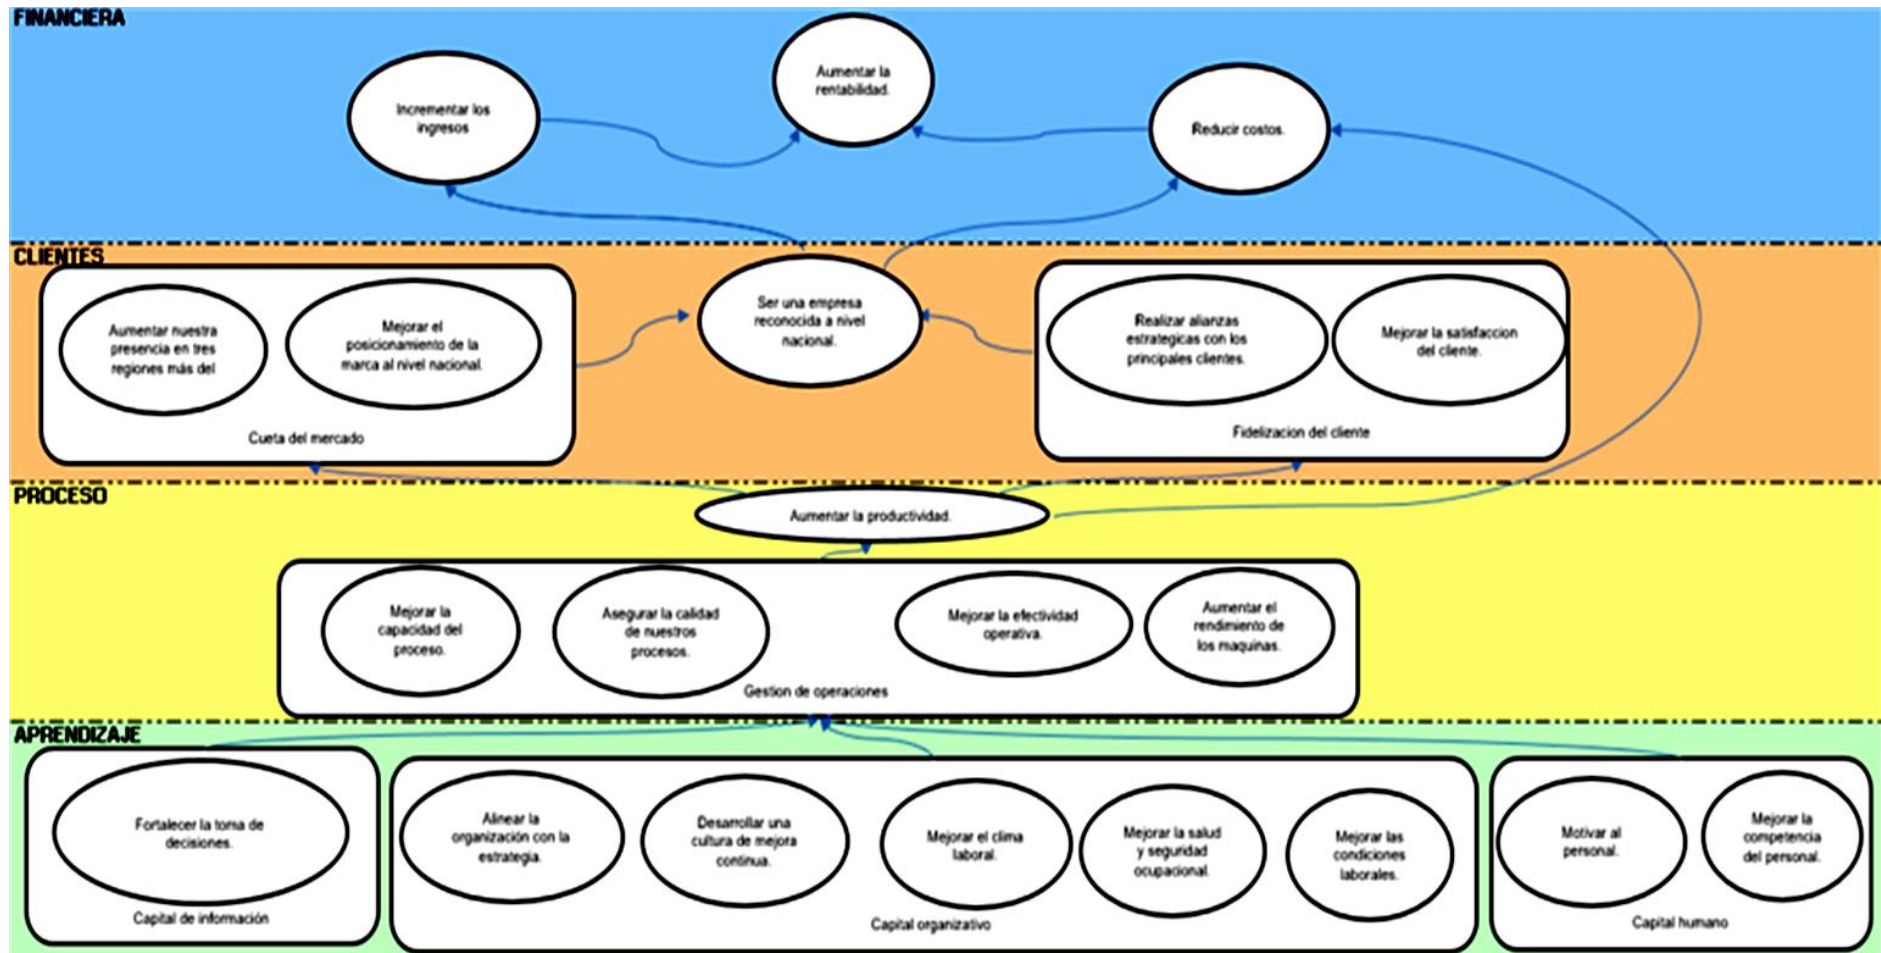 FINANCIERA
Aumentar la
rentabilidad.
Incrementar los
ingresos
Reducir costos.
CLIENTES
Aumentar nuestra
presencia en tres
regiones más del
Mejorar el
posicionamiento de la
marca al nivel nacional.
Cueta del mercado
Ser una empresa
reconocida a nivel
nacional.
Realizar alianzas
estrategicas con los
principales clientes.
Mejorar la satisfaccion
del cliente.
Fidelizacion del cliente
PROCESO
Aumentar la productividad.
Mejorar la
capacidad del
proceso.
Asegurar la calidad
de nuestros
procesos.
Mejorar la efectividad
operativa.
Aumentar el
rendimiento de
los maquinas.
Gestion de operaciones
APRENDIZAJE
Fortalecer la toma de
decisiones.
Capital de información
Alinear la
organización con la
estrategia.
Desarrollar una
cultura de mejora
continua.
Mejorar el clima
laboral.
Mejorar la salud
y seguridad
ocupacional.
Mejorar las
condiciones
laborales.
Capital organizativo
Motivar al
personal.
Mejorar la
competencia
del personal.
Capital humano